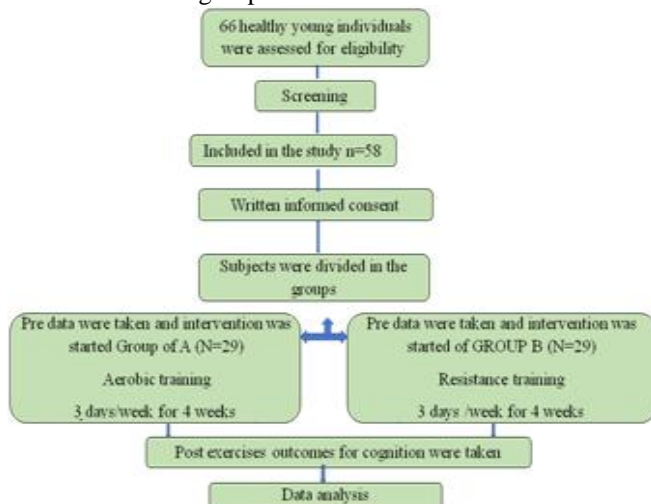 66 healthy young individuals
were assessed for eligibility
Screening
Included in the study n=58
Written informed consent
Subjects were divided in the
groups
Pre data were taken and intervention was
started Group of A (N=29)
Aerobic training
3 days/week for 4 weeks
Pre data were taken and intervention was
started of GROUP B (N=29)
Resistance training
3 days /week for 4 weeks
Post exercises outcomes for cognition were taken
Data analysis